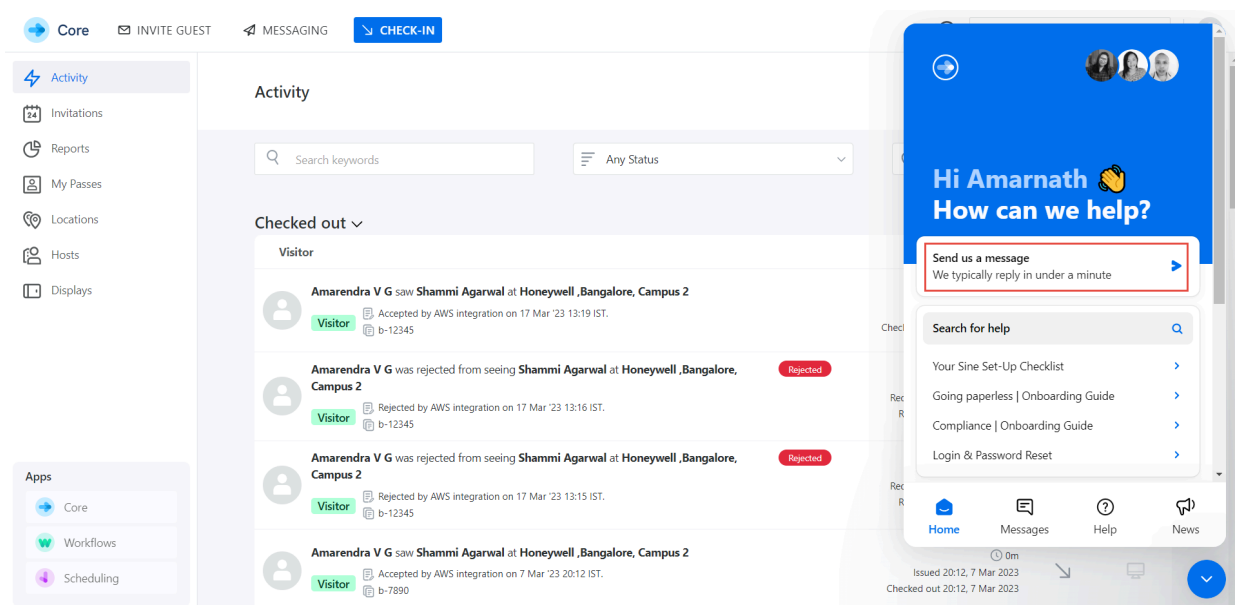 Core
INVITE GUEST
MESSAGING
CHECK-IN
Activity
24
Invitations
Reports
My Passes
Locations
Hosts
Displays
Apps
Core
W
Workflows
Scheduling
Activity
Search keywords
Any Status
Checked out
Visitor
Amarendra V G saw Shammi Agarwal at Honeywell ,Bangalore, Campus 2
Visitor
Accepted by AWS integration on 17 Mar '23 13:19 IST.
b-12345
Amarendra V G was rejected from seeing Shammi Agarwal at Honeywell ,Bangalore,
Campus 2
Rejected
Visitor
Rejected by AWS integration on 17 Mar '23 13:16 IST.
b-12345
Amarendra V G was rejected from seeing Shammi Agarwal at Honeywell ,Bangalore,
Campus 2
Rejected
Visitor
Rejected by AWS integration on 17 Mar '23 13:15 IST.
b-12345
Amarendra V G saw Shammi Agarwal at Honeywell ,Bangalore, Campus 2
Visitor
Accepted by AWS integration on 7 Mar '23 20:12 IST.
b-7890
0m
Issued 20:12, 7 Mar 2023
Checked out 20:12, 7 Mar 2023
Hi Amarnath 👋
How can we help?
Send us a message
We typically reply in under a minute
Search for help
Your Sine Set-Up Checklist
Going paperless | Onboarding Guide
Compliance | Onboarding Guide
Login & Password Reset
Home
Messages
Help
News